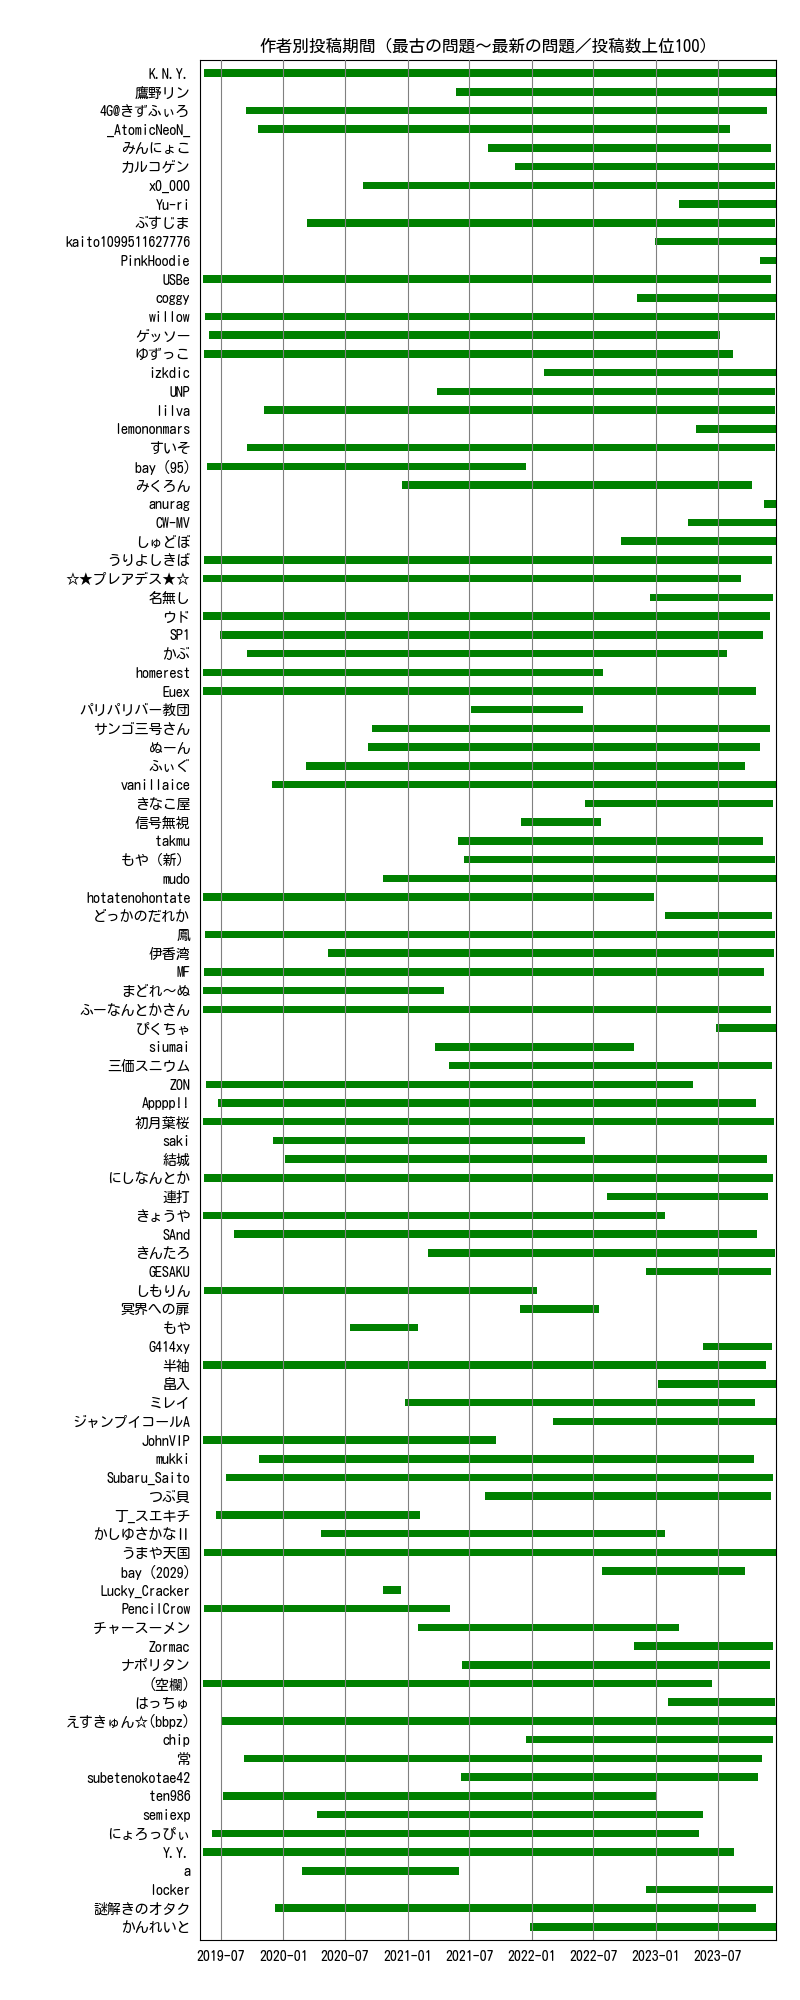 作者別投稿期間（最古の問題～最新の問題／投稿数上位100）
K.N.Y.
鷹野リン
4G@きずふぃろ
_AtomicNeoN_
みんにょこ
カルコゲン
x0_000
Yu-ri
ぶすじま
kaito1099511627776
PinkHoodie
USBe
coggy
willow
ゲッソー
ゆずっこ
izkdic
UNP
lilva
lemononmars
すいそ
bay (95)
みくろん
anurag
CW-MV
しゅどぼ
うりよしきば
☆★プレアデス★☆
名無し
ウド
SP1
かぶ
homerest
Euex
パリパリバー教団
サンゴ三号さん
ぬーん
ふぃぐ
vanillaice
きなこ屋
信号無視
takmu
もや（新）
mudo
hotatenohontate
どっかのだれか
鳳
伊香湾
MF
まどれ～ぬ
ふーなんとかさん
ぴくちゃ
siumai
三価スニウム
ZON
Appppll
初月葉桜
saki
結城
にしなんとか
連打
きょうや
SAnd
きんたろ
GESAKU
しもりん
冥界への扉
もや
G414xy
半袖
畠入
ミレイ
ジャンプイコールA
JohnVIP
mukki
Subaru_Saito
つぶ貝
丁_スエキチ
かしゆさかなⅡ
うまや天国
bay (2029)
Lucky_Cracker
PencilCrow
チャースーメン
Zormac
ナポリタン
(空欄)
はっちゅ
えすきゅん☆(bbpz)
chip
常
subetenokotae42
ten986
semiexp
にょろっぴぃ
Y.Y.
a
locker
謎解きのオタク
かんれいと
2019-07 2020-01 2020-07 2021-01 2021-07 2022-01 2022-07 2023-01 2023-07